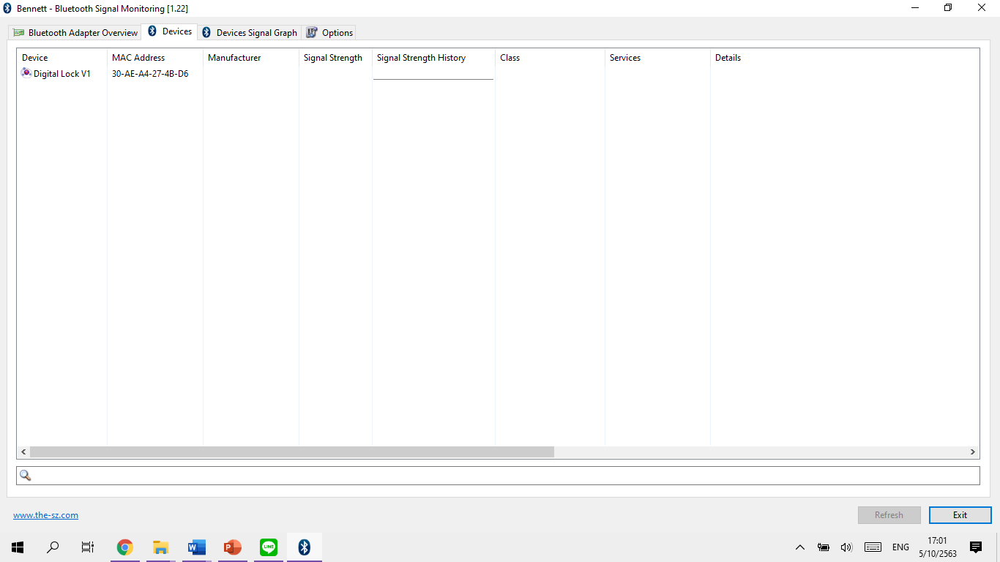 Bennett - Bluetooth Signal Monitoring [1.22]
Bluetooth Adapter Overview Devices Devices Signal Graph Options
Device MAC Address Manufacturer Signal Strength Signal Strength History Class Services Details
Digital Lock V1 30-AE-A4-27-4B-D6
www.the-sz.com Refresh Exit
LINE
ENG 17:01
5/10/2563